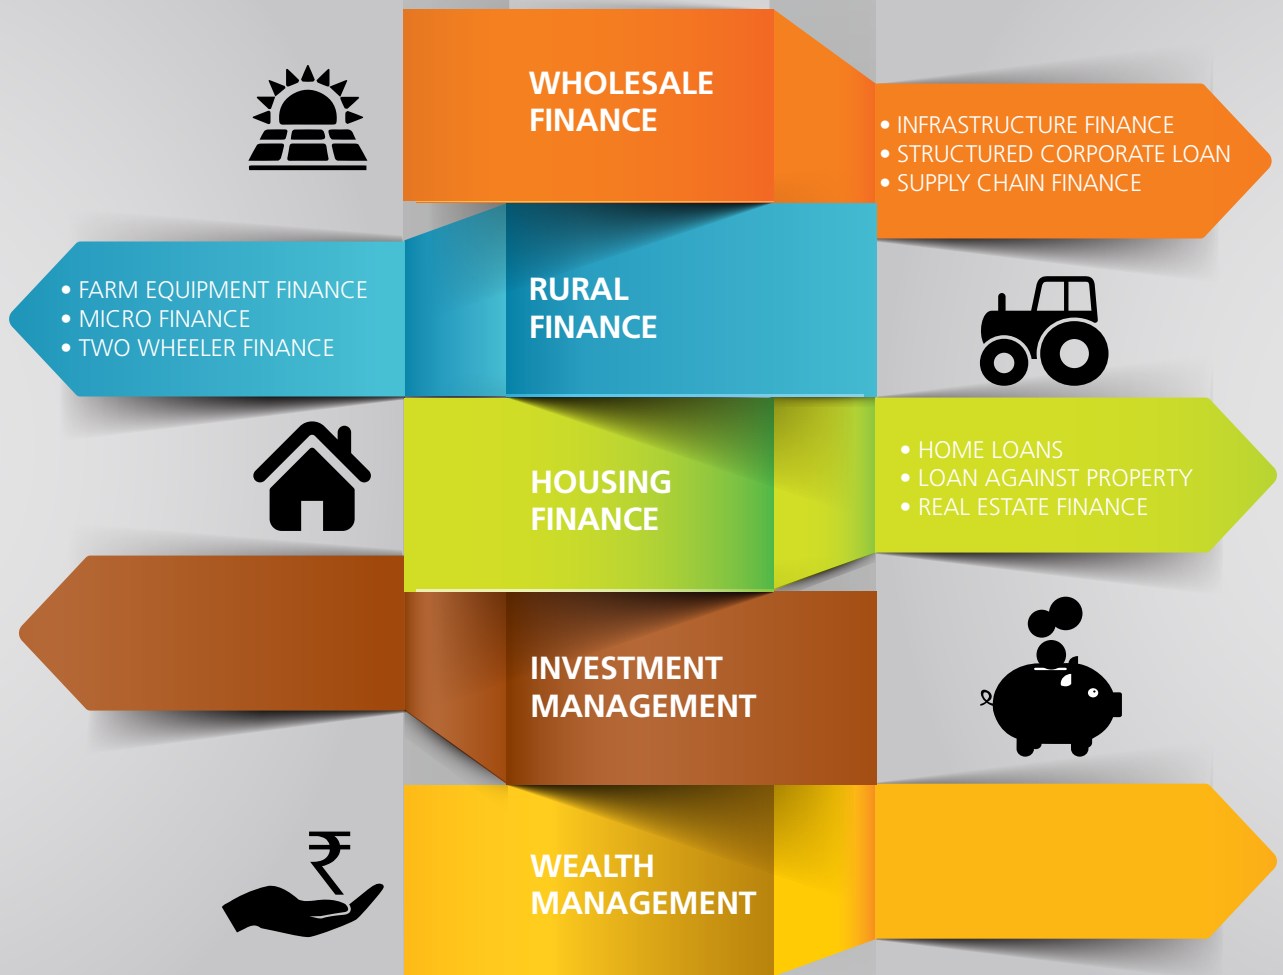 WHOLESALE
FINANCE
• INFRASTRUCTURE FINANCE
• STRUCTURED CORPORATE LOAN
• SUPPLY CHAIN FINANCE
RURAL
FINANCE
• FARM EQUIPMENT FINANCE
• MICRO FINANCE
• TWO WHEELER FINANCE
HOUSING
FINANCE
• HOME LOANS
• LOAN AGAINST PROPERTY
• REAL ESTATE FINANCE
INVESTMENT
MANAGEMENT
₹
WEALTH
MANAGEMENT